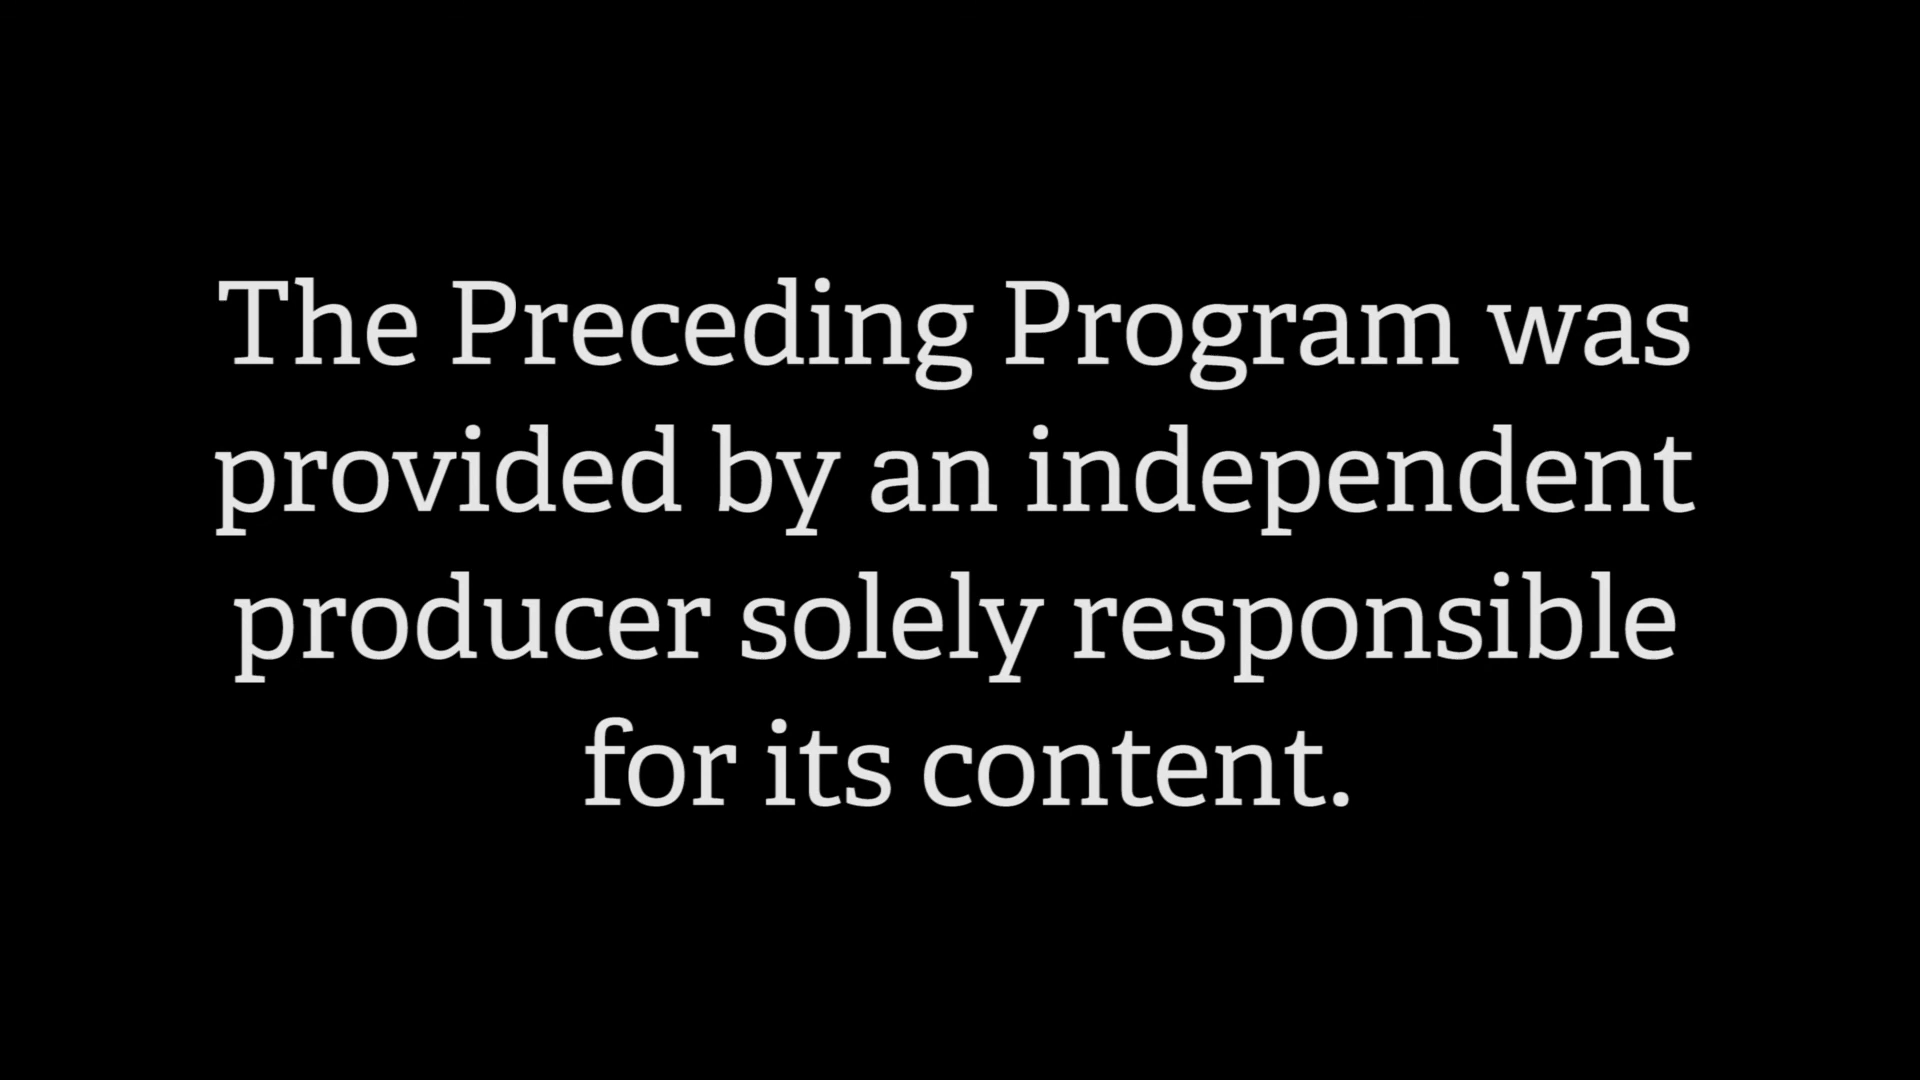 The Preceding Program was
provided by an independent
producer solely responsible
for its content.